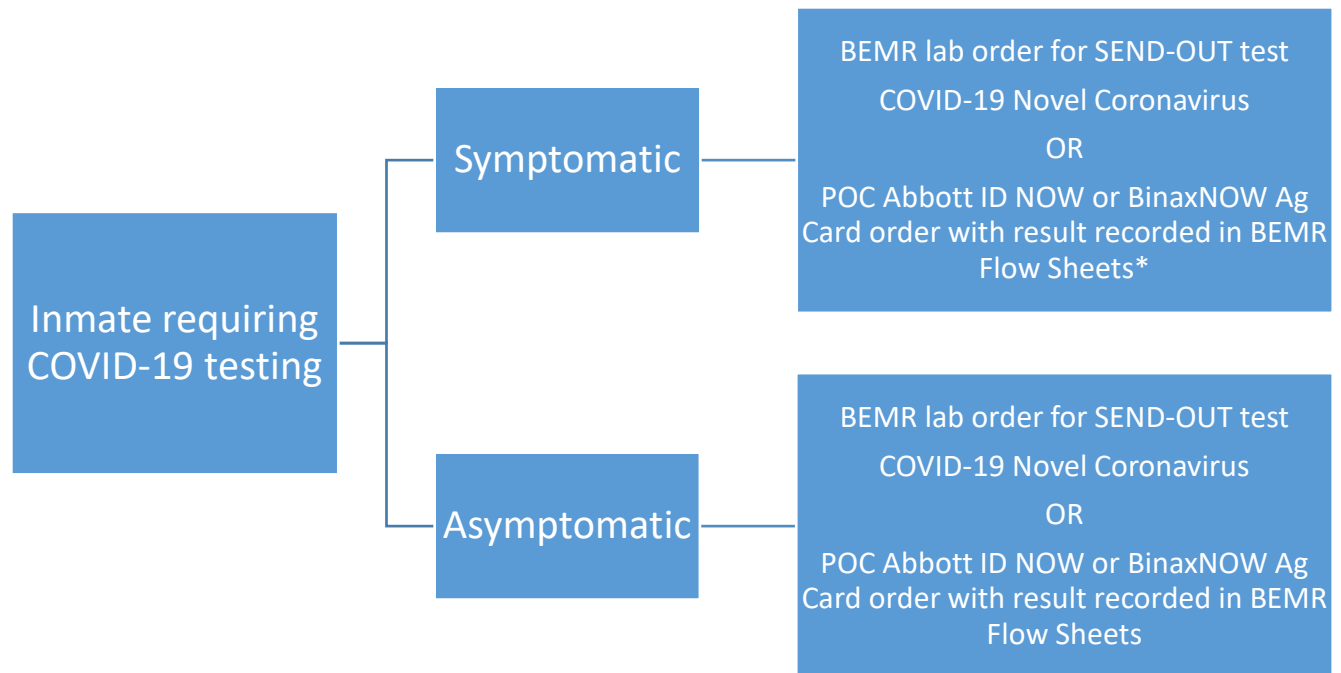 Inmate requiring
COVID-19 testing
Symptomatic
BEMR lab order for SEND-OUT test
COVID-19 Novel Coronavirus
OR
POC Abbott ID NOW or BinaxNOW Ag
Card order with result recorded in BEMR
Flow Sheets*
Asymptomatic
BEMR lab order for SEND-OUT test
COVID-19 Novel Coronavirus
OR
POC Abbott ID NOW or BinaxNOW Ag
Card order with result recorded in BEMR
Flow Sheets